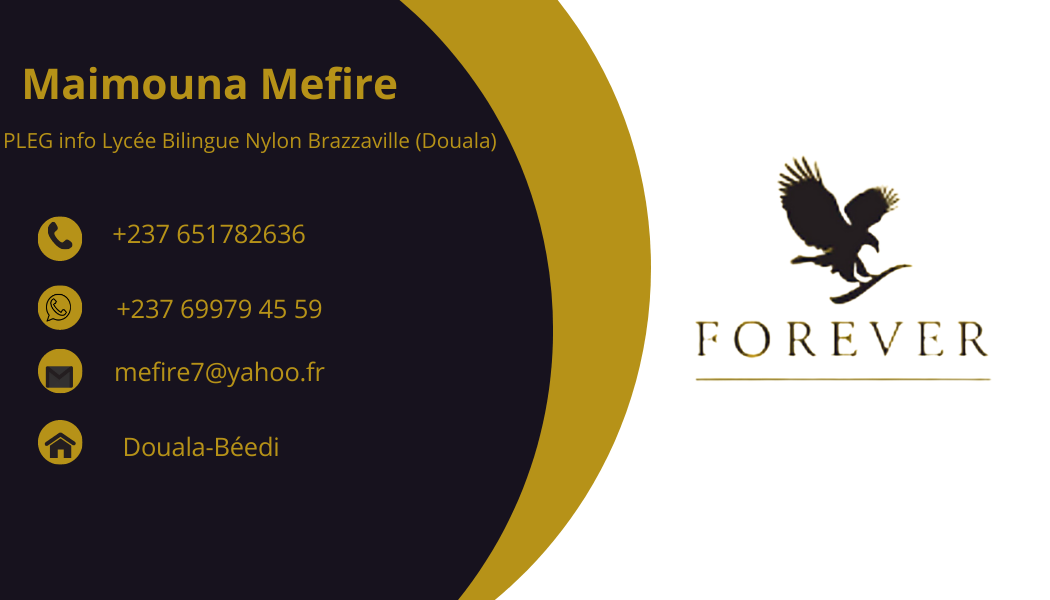 Maimouna Mefire
PLEG info Lycée Bilingue Nylon Brazzaville (Douala)
+237 651782636
+237 69979 45 59
mefire7@yahoo.fr
Douala-Béedi
FOREVER